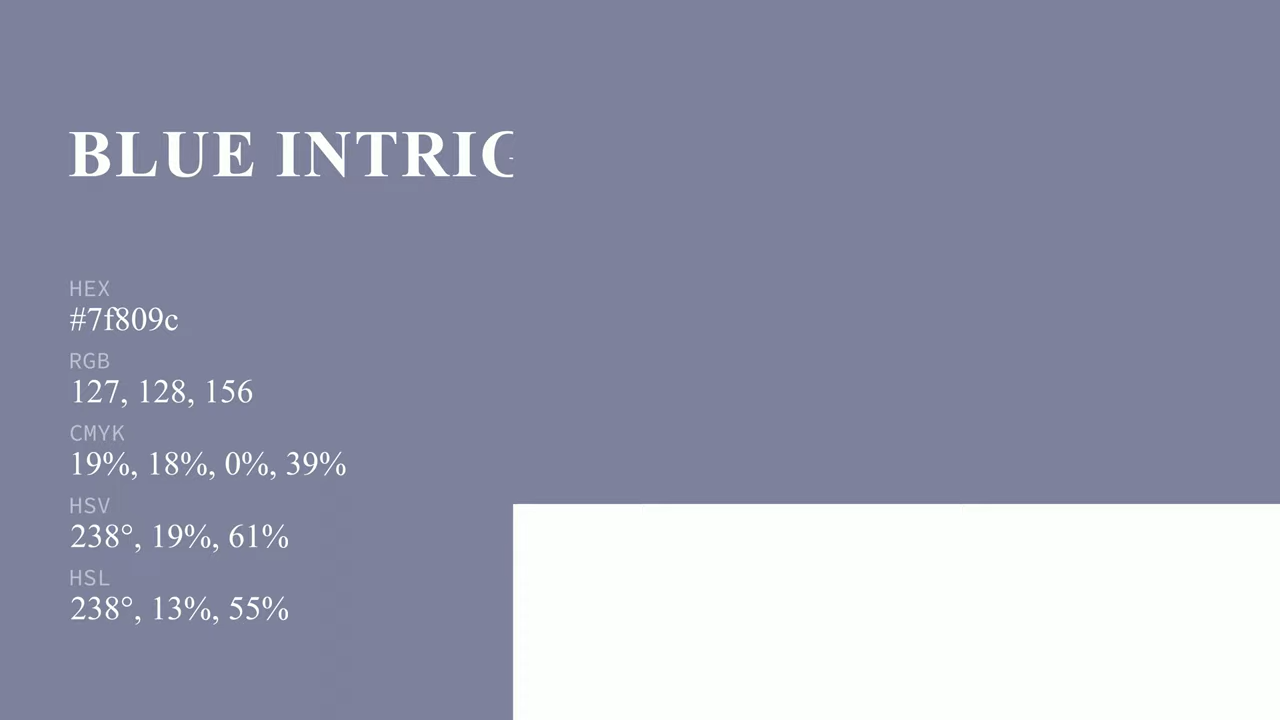 BLUE INTRIG
HEX
#7f809c
RGB
127, 128, 156
CMYK
19%, 18%, 0%, 39%
HSV
238°, 19%, 61%
HSL
238°, 13%, 55%